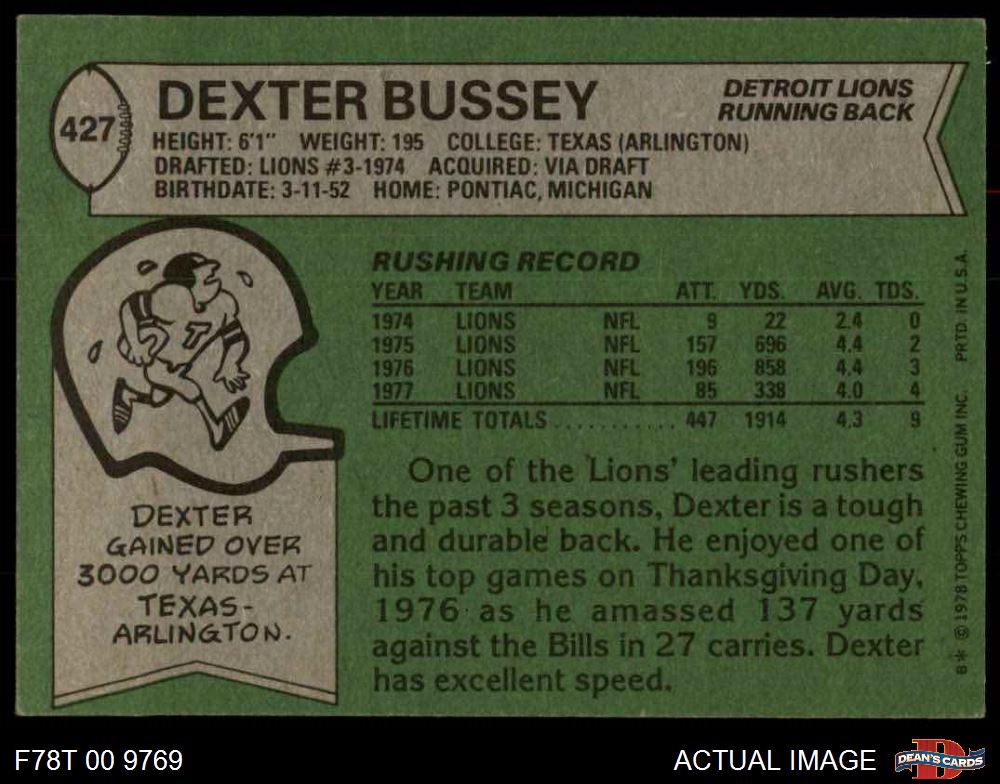 427
DEXTER BUSSEY
DETROIT LIONS
RUNNING BACK
HEIGHT: 6'1" WEIGHT: 195 COLLEGE: TEXAS (ARLINGTON)
DRAFTED: LIONS #3-1974 ACQUIRED: VIA DRAFT
BIRTHDATE: 3-11-52 HOME: PONTIAC, MICHIGAN
T
DEXTER
GAINED OVER
3000 YARDS AT
TEXAS-
ARLINGTON.
RUSHING RECORD
YEAR TEAM ATT. YDS. AVG. TDS.
1974 LIONS NFL 9 22 2.4 0
1975 LIONS NFL 157 696 4.4 2
1976 LIONS NFL 196 858 4.4 3
1977 LIONS NFL 85 338 4.0 4
LIFETIME TOTALS ........... 447 1914 4.3 9
One of the Lions' leading rushers
the past 3 seasons, Dexter is a tough
and durable back. He enjoyed one of
his top games on Thanksgiving Day,
1976 as he amassed 137 yards
against the Bills in 27 carries. Dexter
has excellent speed.
B* © 1978 TOPPS CHEWING GUM INC. PRTD. IN U.S.A.
F78T 00 9769
ACTUAL IMAGE
DEAN'S CARDS